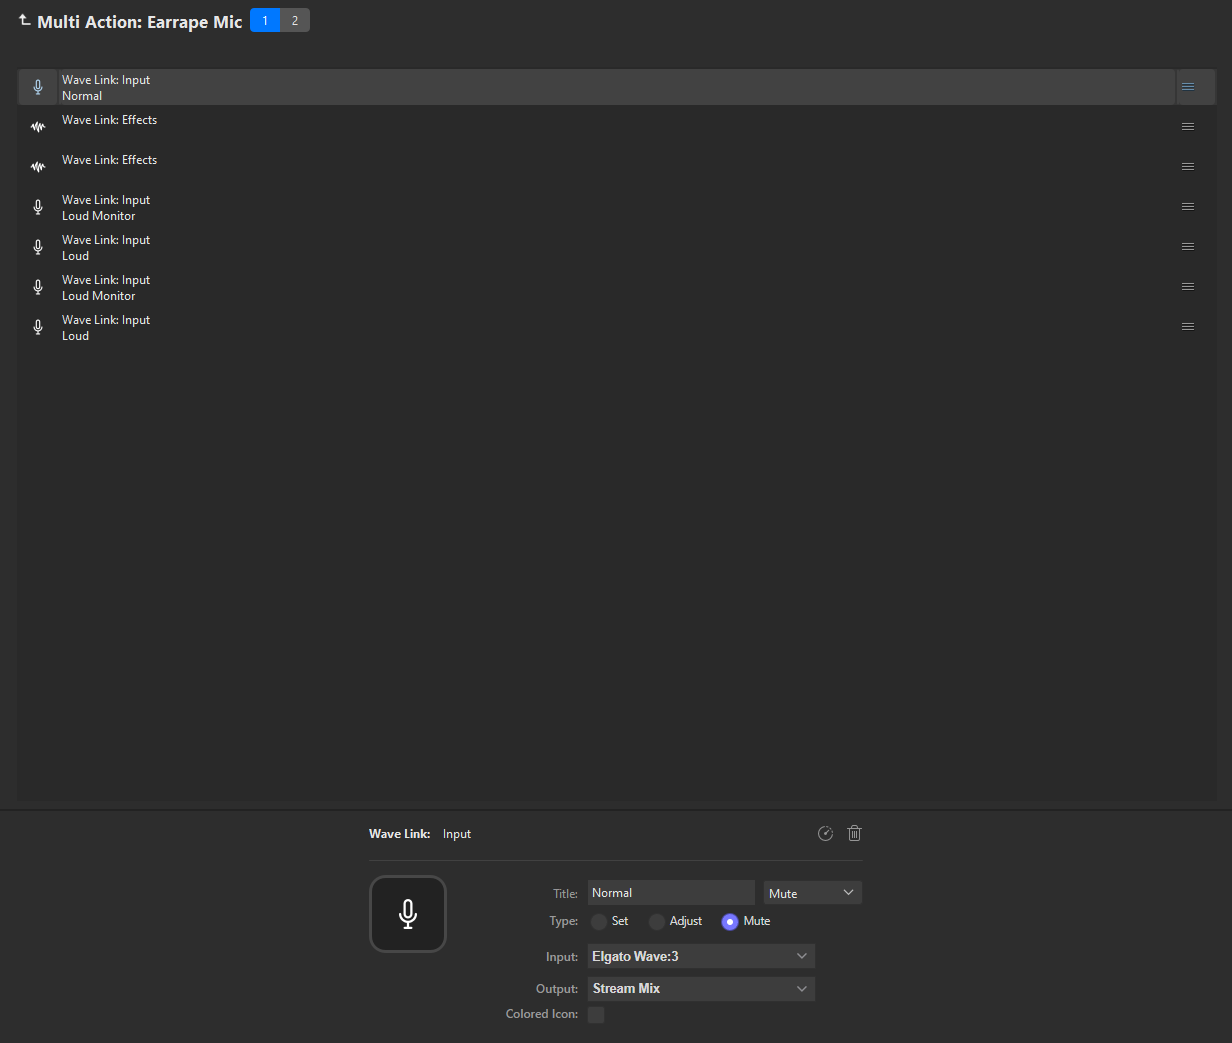 Multi Action: Earrape Mic 1 2
Wave Link: Input
Normal
Wave Link: Effects
Wave Link: Effects
Wave Link: Input
Loud Monitor
Wave Link: Input
Loud
Wave Link: Input
Loud Monitor
Wave Link: Input
Loud
Wave Link: Input
Title: Normal Mute
Type: Set Adjust Mute
Input: Elgato Wave:3
Output: Stream Mix
Colored Icon: